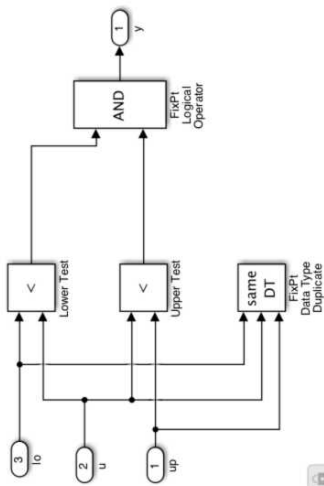 3
lo
2
u
1
up
<
Lower Test
<
Upper Test
same
DT
FixPt
Data Type
Duplicate
AND
FixPt
Logical
Operator
1
y